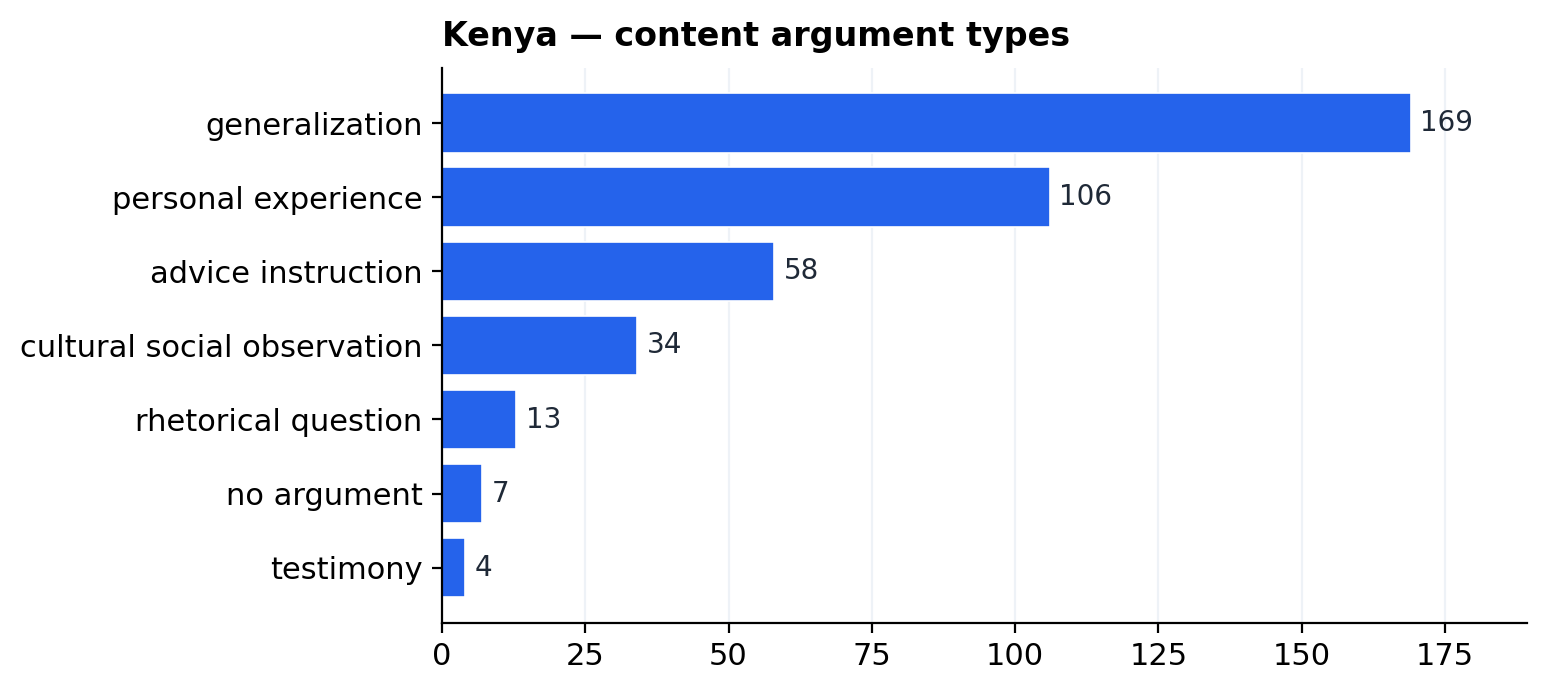 Kenya — content argument types
generalization 169
personal experience 106
advice instruction 58
cultural social observation 34
rhetorical question 13
no argument 7
testimony 4
0 25 50 75 100 125 150 175